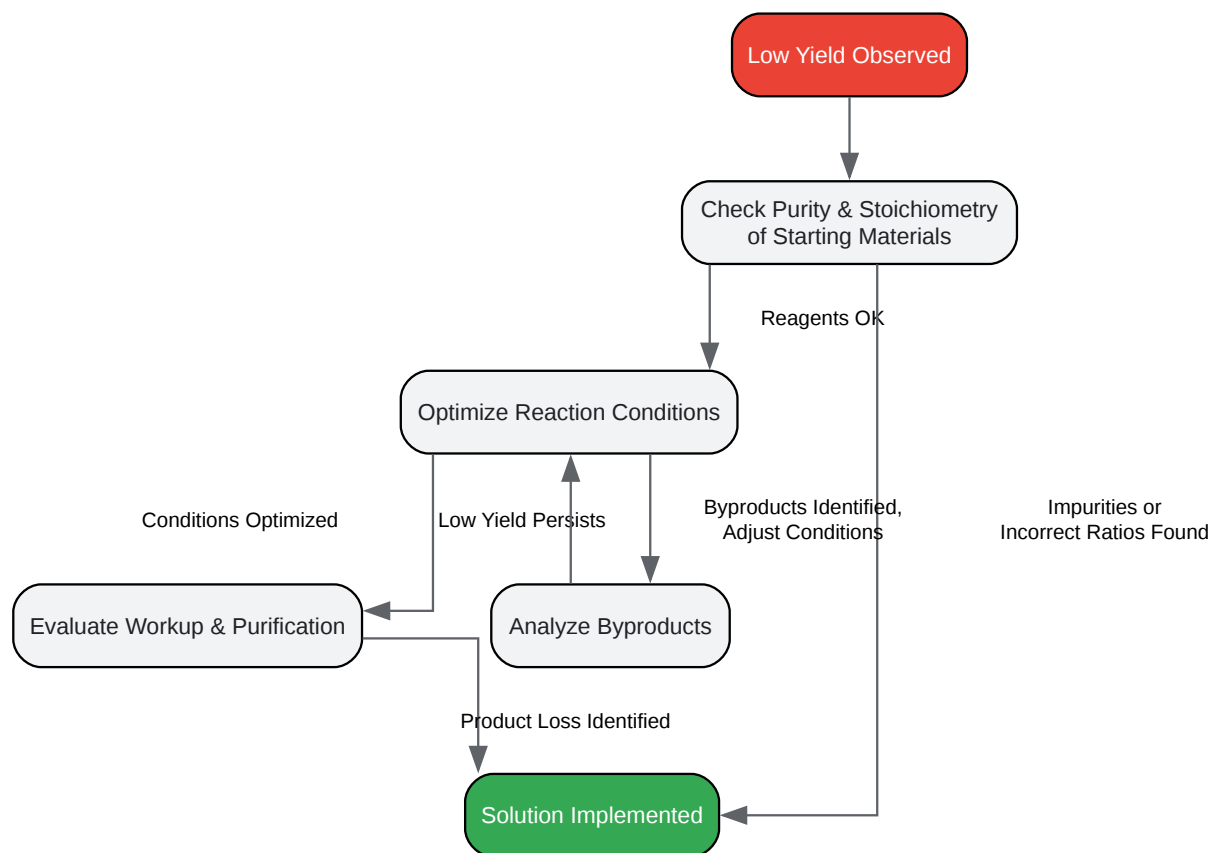 Low Yield Observed
Check Purity & Stoichiometry
of Starting Materials
Reagents OK
Optimize Reaction Conditions
Conditions Optimized
Low Yield Persists
Byproducts Identified,
Adjust Conditions
Impurities or
Incorrect Ratios Found
Evaluate Workup & Purification
Analyze Byproducts
Product Loss Identified
Solution Implemented